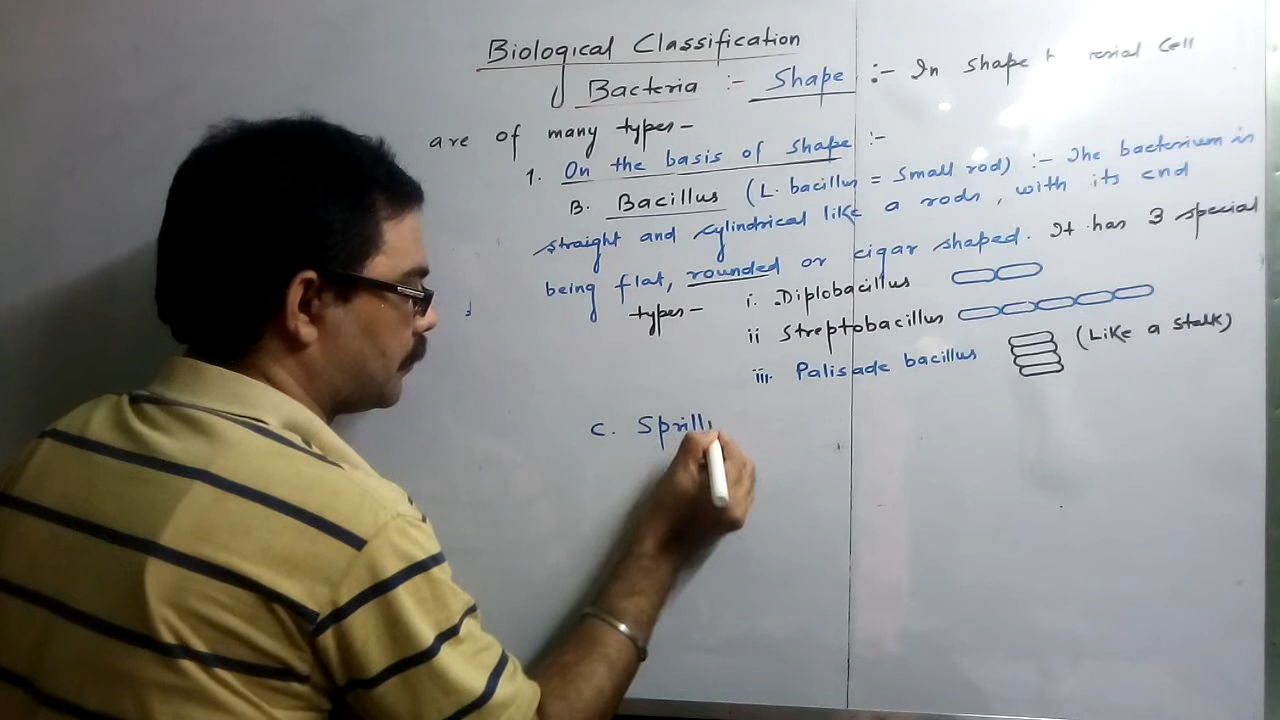 Biological Classification
Bacteria :- Shape :- In shape cell
are of many types-
1. On the basis of shape :-
B. Bacillus (L. bacillus = small rod) :- The bacterium is
straight and cylindrical like a rods, with its end
being flat, rounded or cigar shaped. It has 3 special
types- i. Diplobacillus
ii Streptobacillus
iii. Palisade bacillus (Like a stalk)
C. Sprill